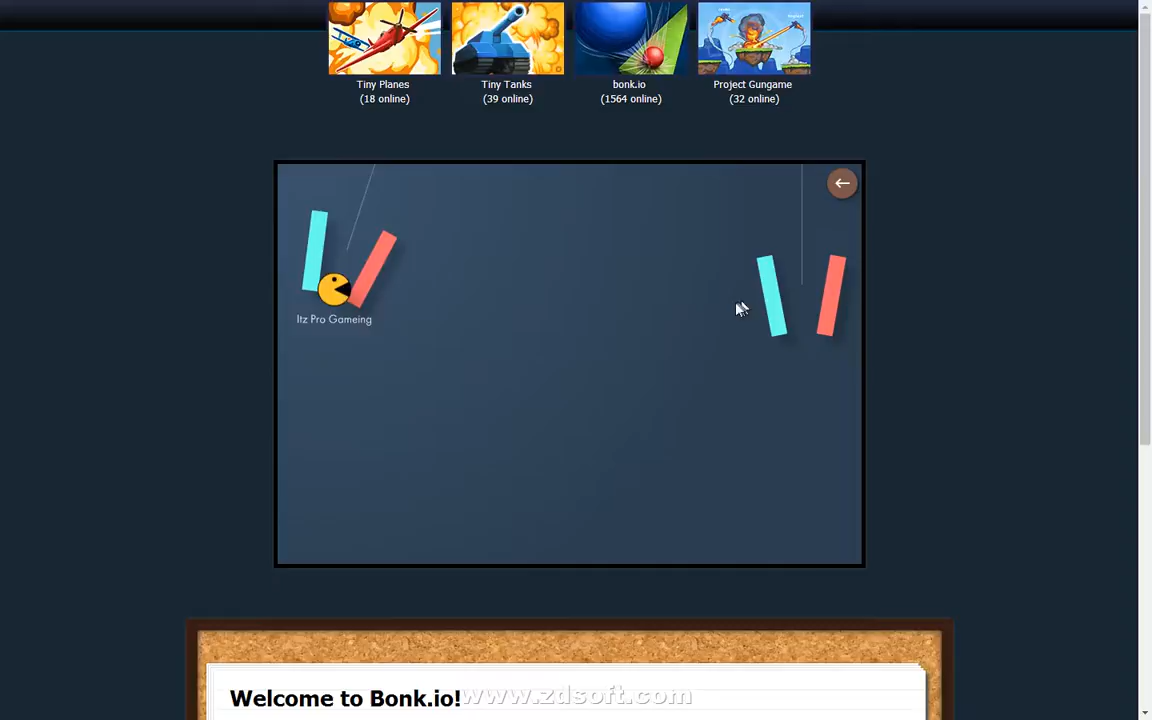 Tiny Planes
(18 online)
Tiny Tanks
(39 online)
bonk.io
(1564 online)
Project Gungame
(32 online)
Itz Pro Gameing
Welcome to Bonk.io!
www.zdsoft.com